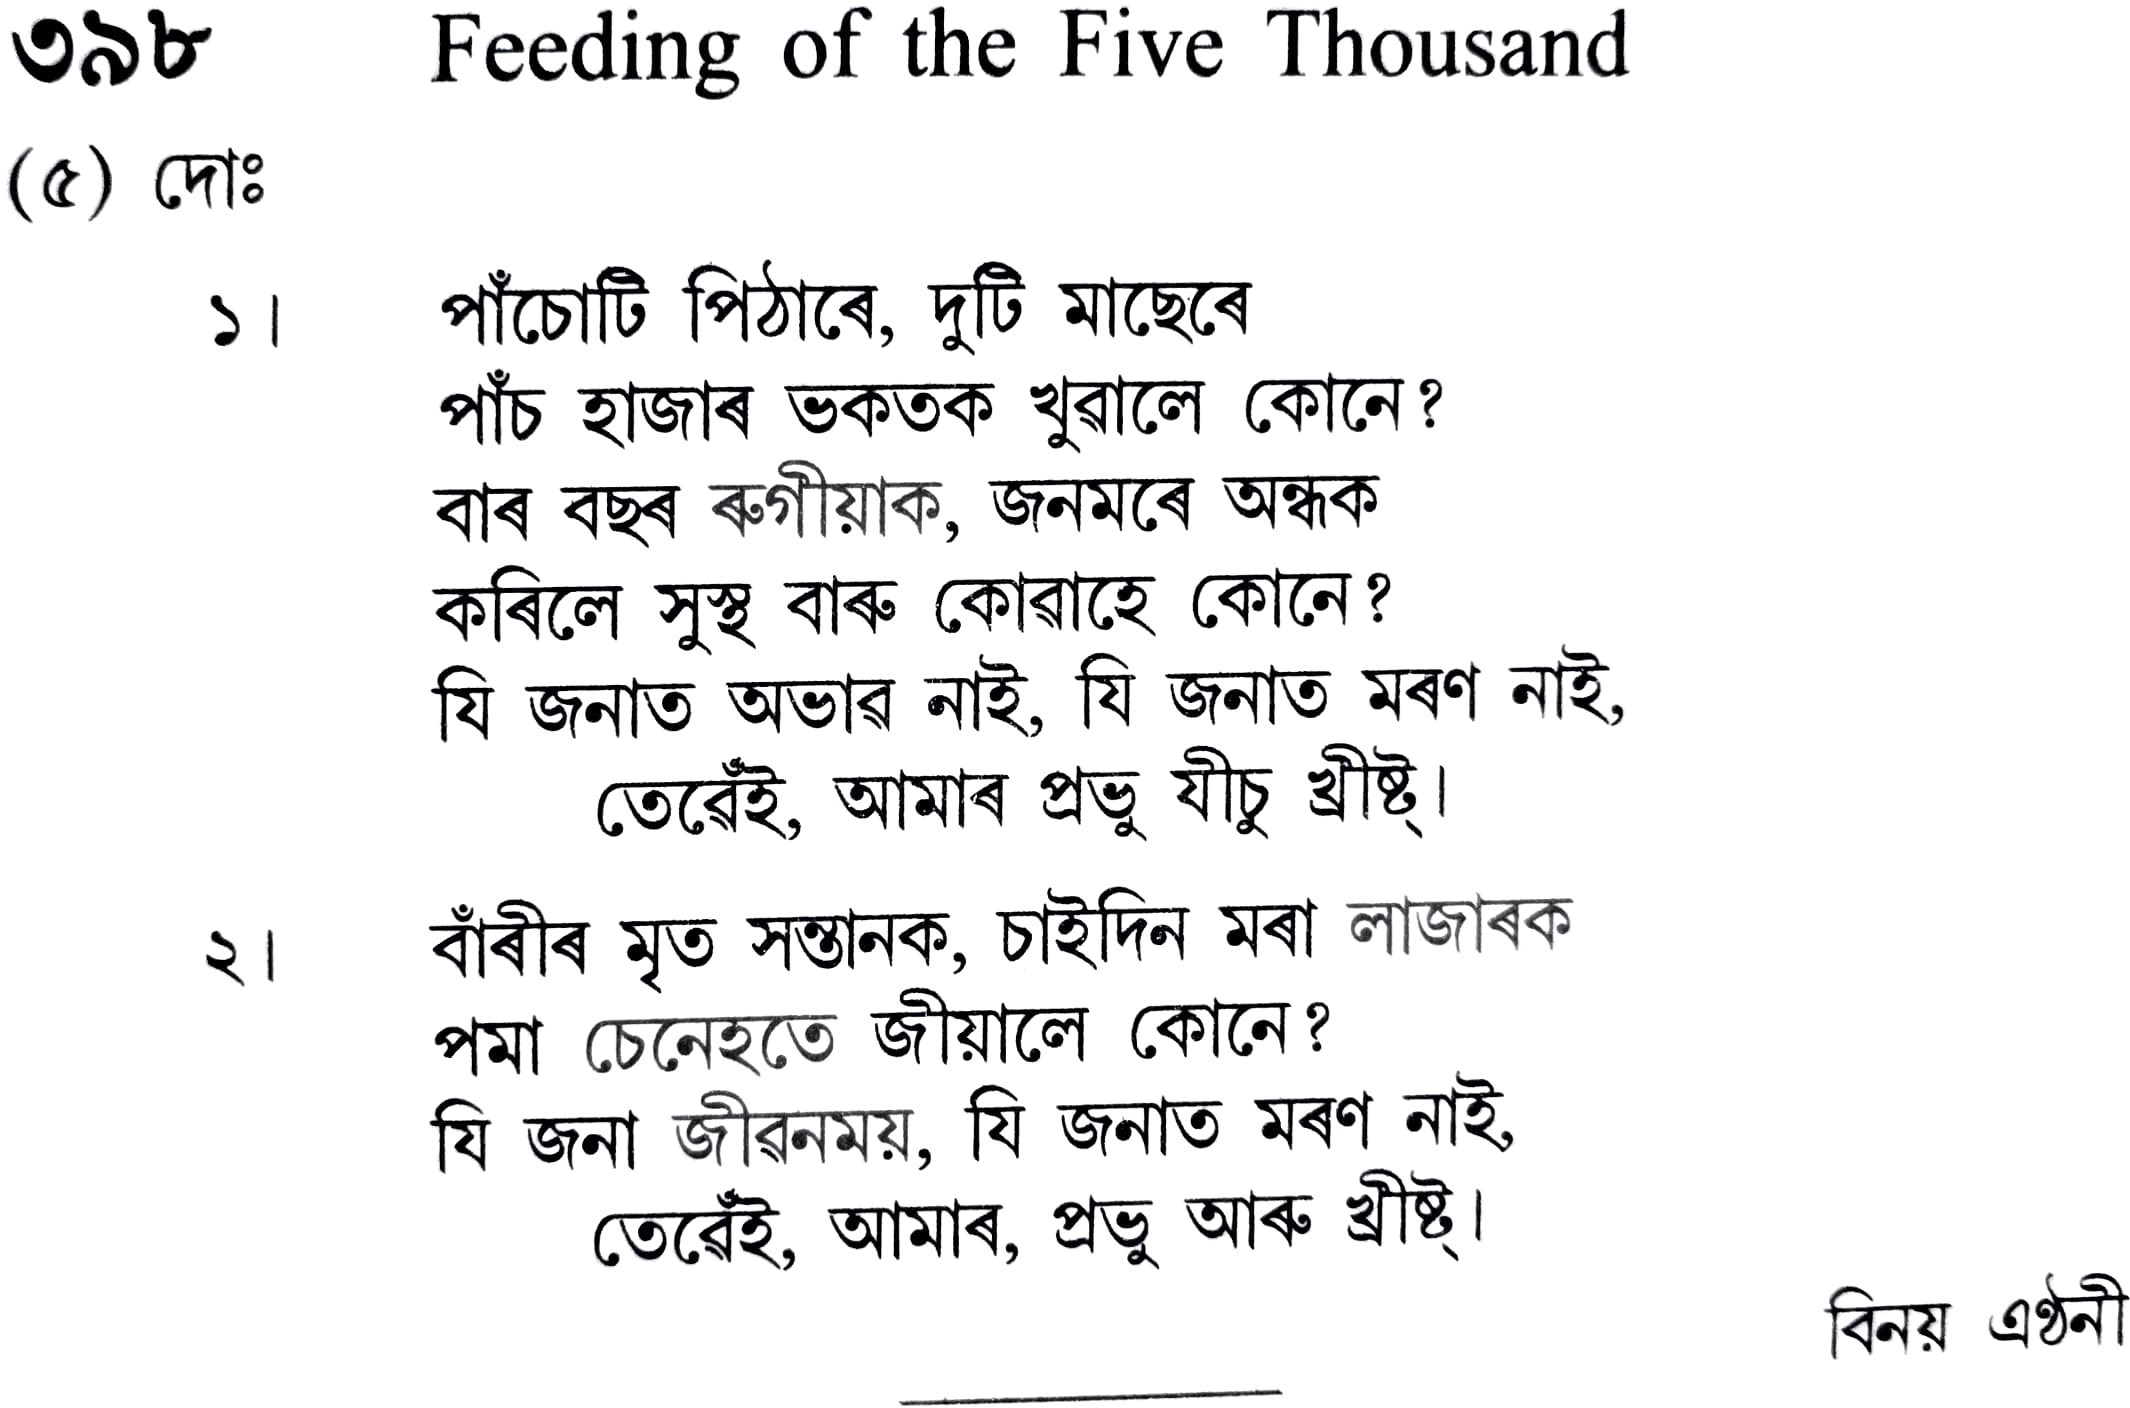 ৩৯৮ Feeding of the Five Thousand
(৫) দোঃ
১। পাঁচোটি পিঠাৰে, দুটি মাছেৰে
পাঁচ হাজাৰ ভকতক খুৱালে কোনে?
বাৰ বছৰ ৰুগীয়াক, জনমৰে অন্ধক
কৰিলে সুস্থ বাৰু কোৱাহে কোনে?
যি জনাত অভাৱ নাই, যি জনাত মৰণ নাই,
তেৱেঁই, আমাৰ প্ৰভু যীচু খ্ৰীষ্ট্।
২। বাঁৰীৰ মৃত সন্তানক, চাইদিন মৰা লাজাৰক
পমা চেনেহতে জীয়ালে কোনে?
যি জনা জীৱনময়, যি জনাত মৰণ নাই,
তেৱেঁই, আমাৰ, প্ৰভু আৰু খ্ৰীষ্ট্।
বিনয় এণ্ঠনী